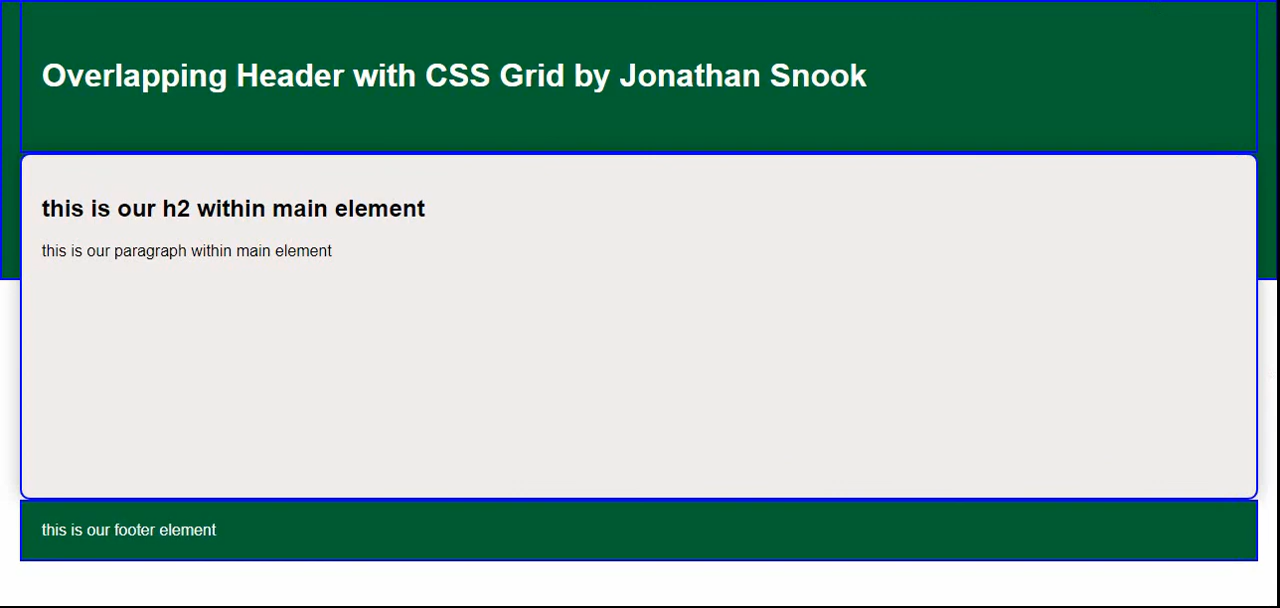 Overlapping Header with CSS Grid by Jonathan Snook
this is our h2 within main element
this is our paragraph within main element
this is our footer element